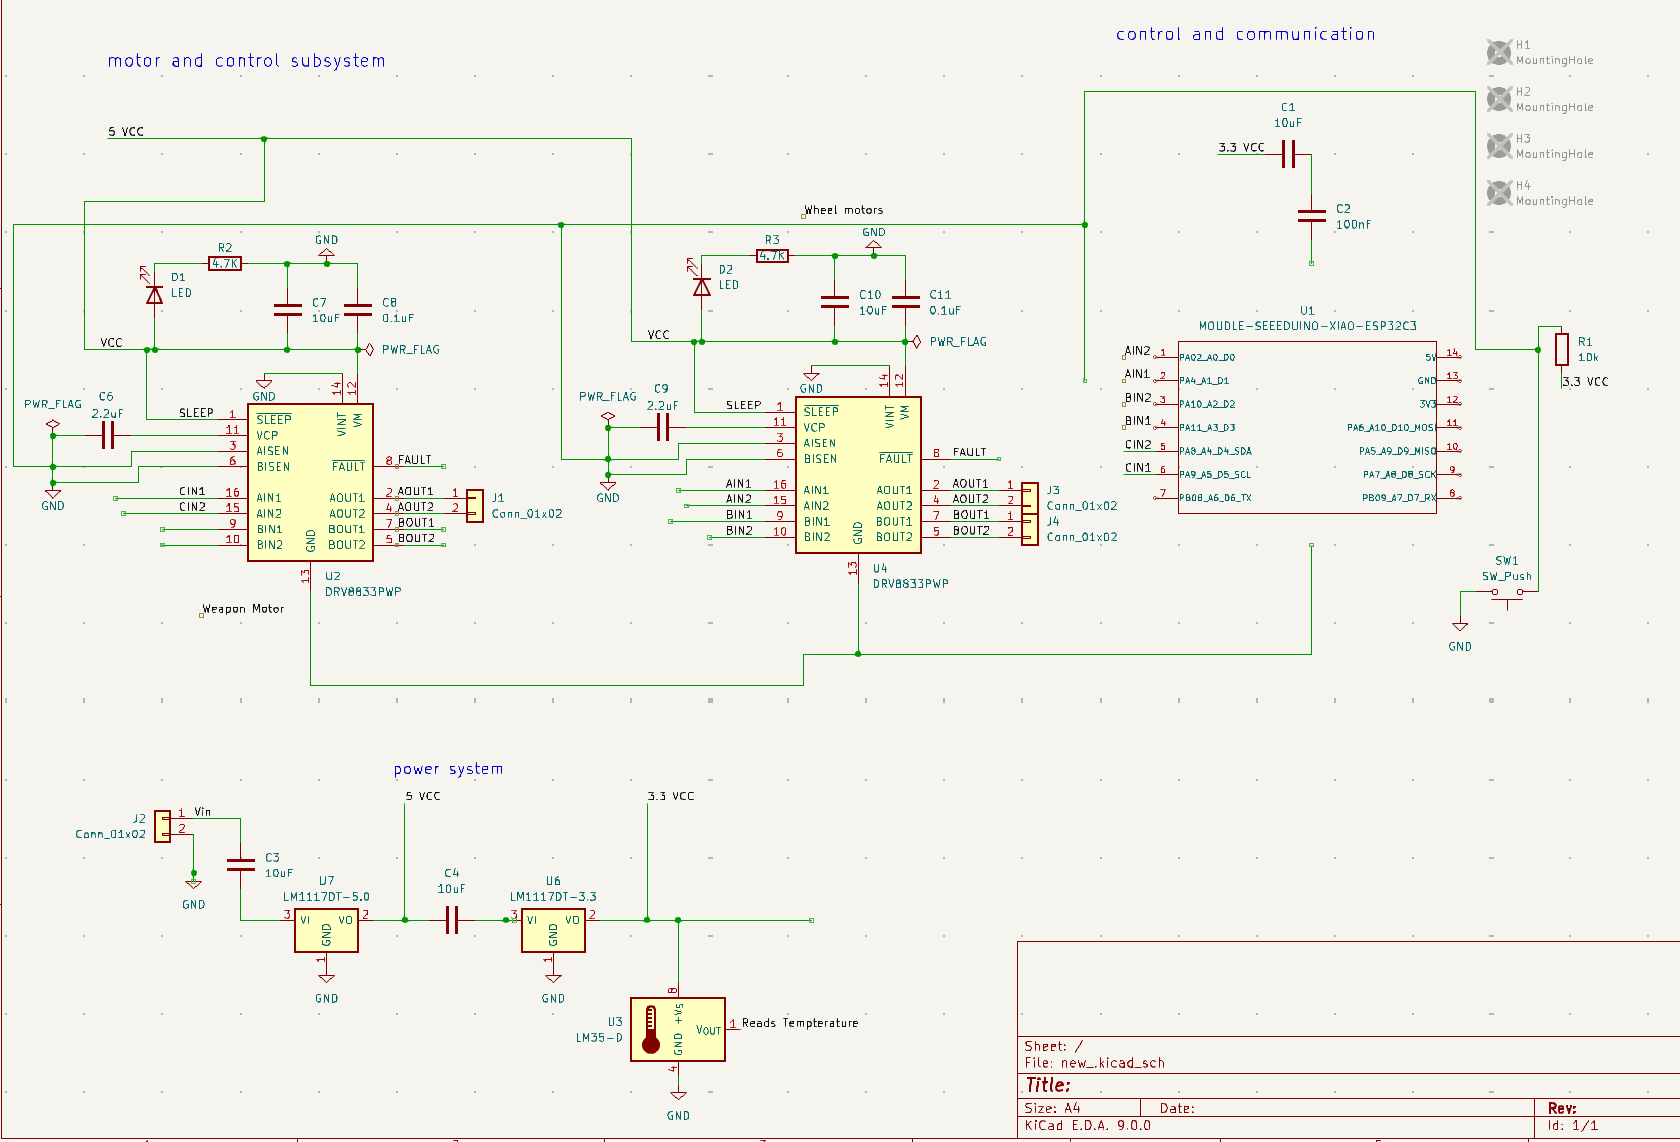 motor and control subsystem
control and communication
H1
MountingHole
H2
MountingHole
H3
MountingHole
H4
MountingHole
5 VCC
C1
10uF
3.3 VCC
C2
100nF
Wheel motors
R2
4.7K
GND
D1
LED
C7
10uF
C8
0.1uF
VCC
PWR_FLAG
GND
PWR_FLAG
C6
2.2uF
GND
SLEEP
1
11
3
6
CIN1
16
CIN2
15
9
10
SLEEP
VCP
AISEN
BISEN
AIN1
AIN2
BIN1
BIN2
VINT
VM
14
12
FAULT
AOUT1
AOUT2
BOUT1
BOUT2
GND
13
8
FAULT
2
AOUT1
4
AOUT2
7
BOUT1
5
BOUT2
1
2
J1
Conn_01x02
U2
DRV8833PWP
Weapon Motor
R3
4.7K
GND
D2
LED
C10
10uF
C11
0.1uF
VCC
PWR_FLAG
GND
PWR_FLAG
C9
2.2uF
GND
SLEEP
1
11
3
6
AIN1
16
AIN2
15
BIN1
9
BIN2
10
SLEEP
VCP
AISEN
BISEN
AIN1
AIN2
BIN1
BIN2
VINT
VM
14
12
FAULT
AOUT1
AOUT2
BOUT1
BOUT2
GND
13
8
FAULT
2
AOUT1
4
AOUT2
7
BOUT1
5
BOUT2
1
2
1
2
J3
Conn_01x02
J4
Conn_01x02
U4
DRV8833PWP
U1
MOUDLE-SEEEDUINO-XIAO-ESP32C3
AIN2
1
PA02_A0_D0
AIN1
2
PA4_A1_D1
BIN2
3
PA10_A2_D2
BIN1
4
PA11_A3_D3
CIN2
5
PA8_A4_D4_SDA
CIN1
6
PA9_A5_D5_SCL
7
PB08_A6_D6_TX
5V
14
GND
13
3V3
12
PA6_A10_D10_MOSI
11
PA5_A9_D9_MISO
10
PA7_A8_D8_SCK
9
PB09_A7_D7_RX
8
R1
10k
3.3 VCC
SW1
SW_Push
GND
power system
J2
Conn_01x02
1
2
Vin
GND
C3
10uF
U7
LM1117DT-5.0
3
VI
VO
2
GND
1
GND
5 VCC
C4
10uF
U6
LM1117DT-3.3
3
VI
VO
2
GND
1
GND
3.3 VCC
8
U3
LM35-D
+Vs
GND
VOUT
1
Reads Tempterature
4
GND
Sheet: /
File: new_.kicad_sch
Title:
Size: A4
Date:
Rev:
KiCad E.D.A. 9.0.0
Id: 1/1